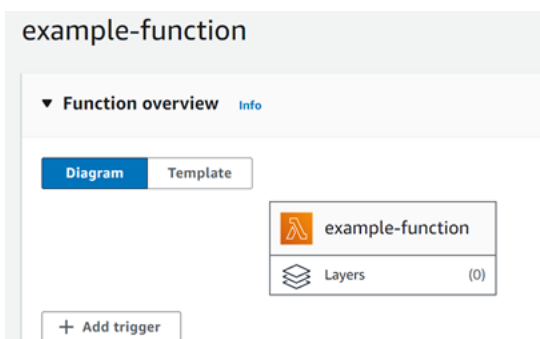 example-function
▼ Function overview Info
Diagram Template
example-function
Layers (0)
+ Add trigger